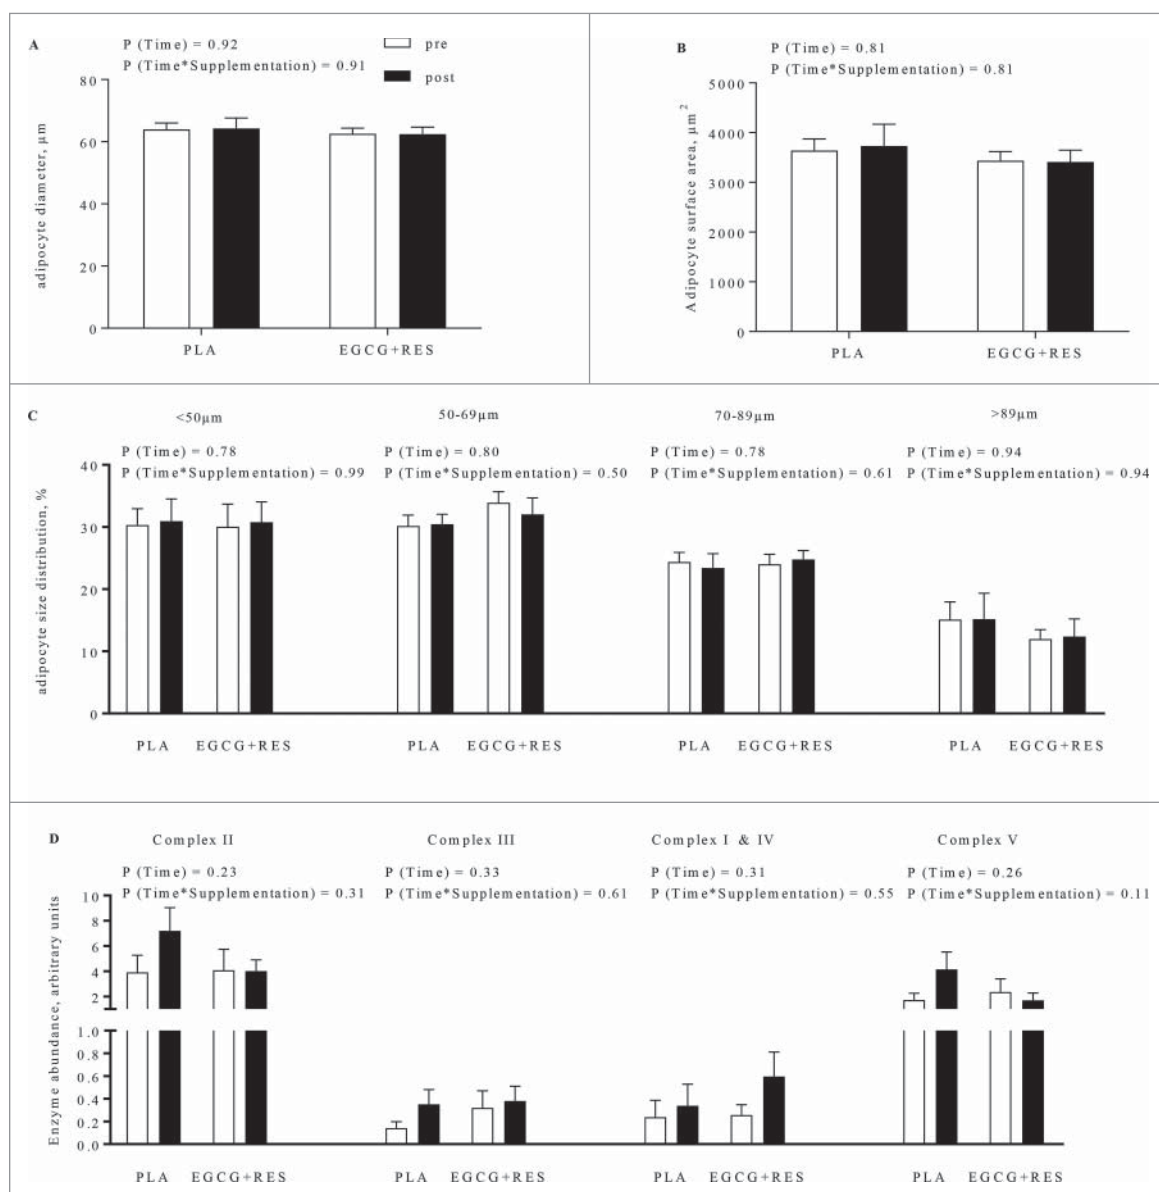 A
P (Time) = 0.92
P (Time*Supplementation) = 0.91
pre
post
adipocyte diameter, µm
80
60
40
20
0
PLA EGCG+RES
B
P (Time) = 0.81
P (Time*Supplementation) = 0.81
Adipocyte surface area, µm²
5000
4000
3000
2000
1000
0
PLA EGCG+RES
C
<50µm 50-69µm 70-89µm >89µm
P (Time) = 0.78 P (Time) = 0.80 P (Time) = 0.78 P (Time) = 0.94
P (Time*Supplementation) = 0.99 P (Time*Supplementation) = 0.50 P (Time*Supplementation) = 0.61 P (Time*Supplementation) = 0.94
adipocyte size distribution, %
40
30
20
10
0
PLA EGCG+RES PLA EGCG+RES PLA EGCG+RES PLA EGCG+RES
D
Complex II Complex III Complex I & IV Complex V
P (Time) = 0.23 P (Time) = 0.33 P (Time) = 0.31 P (Time) = 0.26
P (Time*Supplementation) = 0.31 P (Time*Supplementation) = 0.61 P (Time*Supplementation) = 0.55 P (Time*Supplementation) = 0.11
Enzyme abundance, arbitrary units
10
8
6
4
2
1.0
0.8
0.6
0.4
0.2
0.0
PLA EGCG+RES PLA EGCG+RES PLA EGCG+RES PLA EGCG+RES